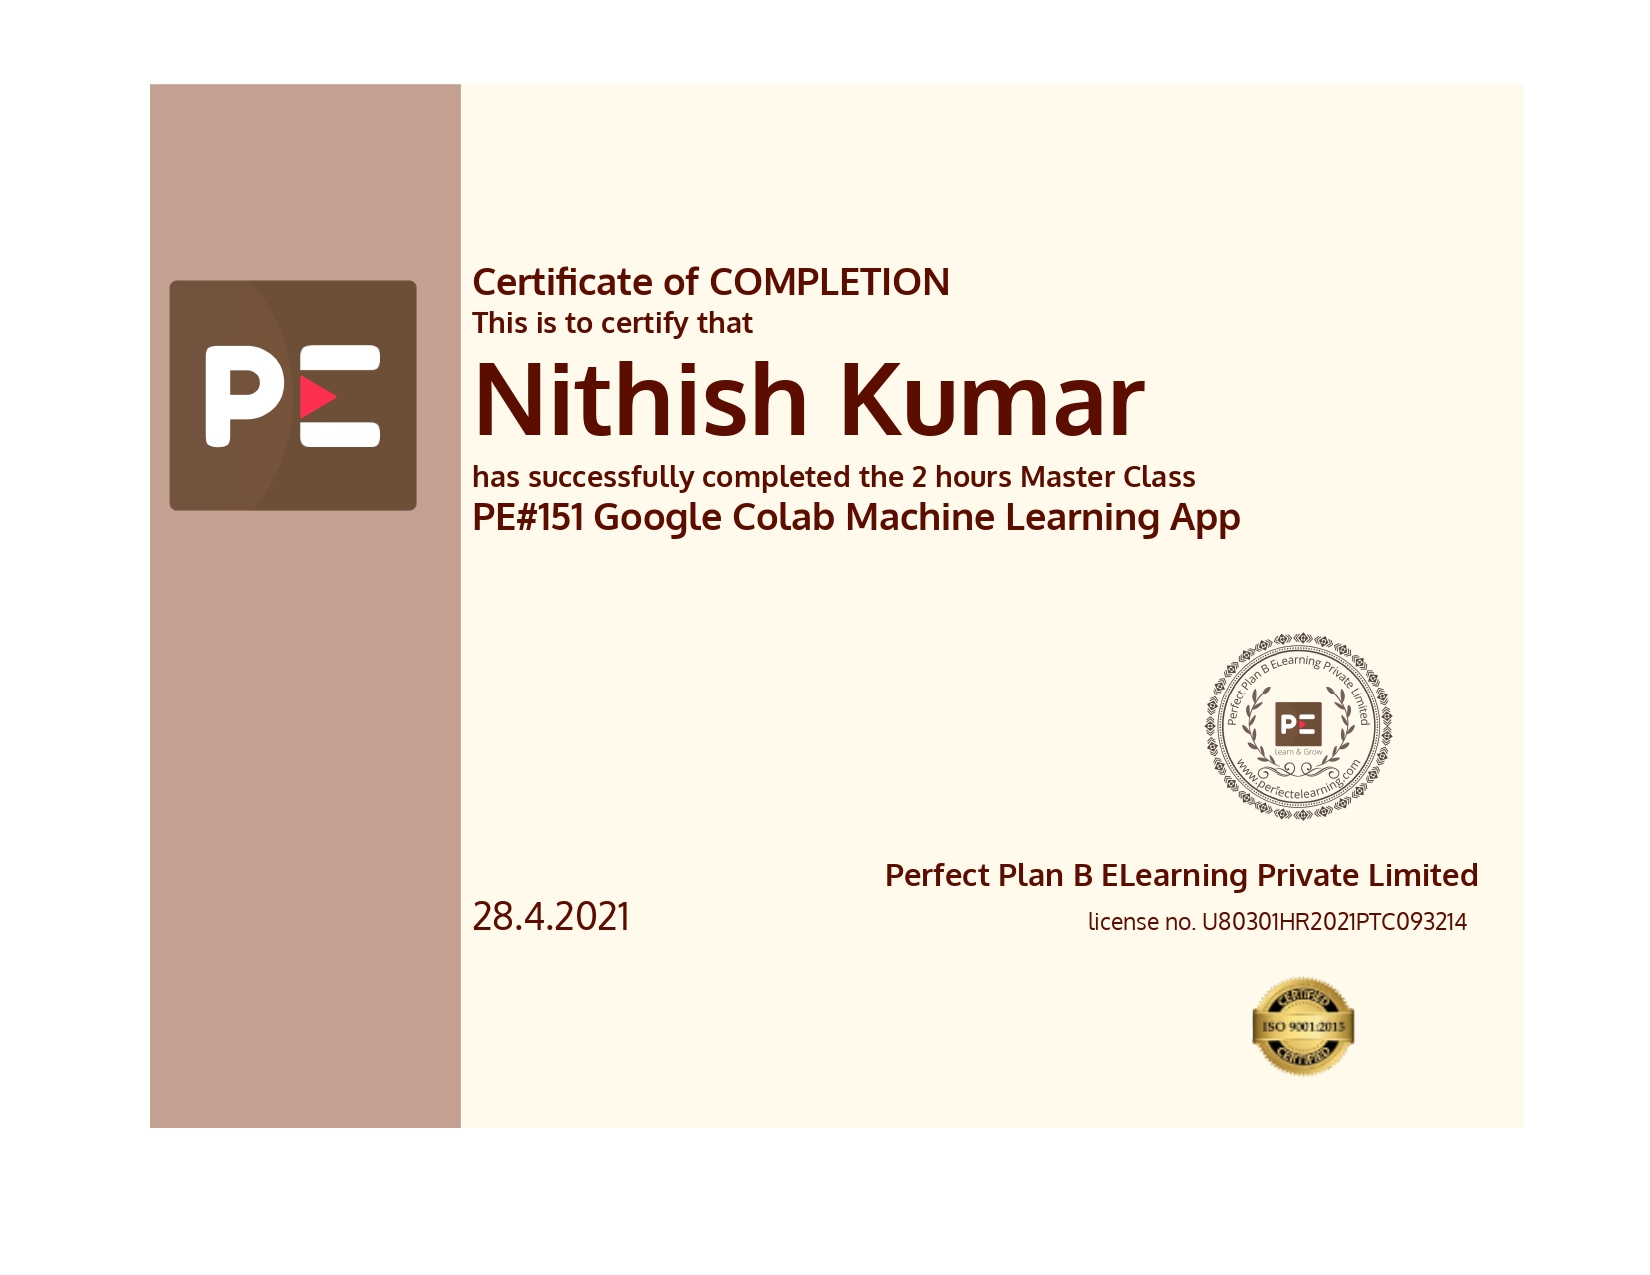 PE
Certificate of COMPLETION
This is to certify that
Nithish Kumar
has successfully completed the 2 hours Master Class
PE#151 Google Colab Machine Learning App
Perfect Plan B ELearning Private Limited
PE
Learn & Grow
www.perfectelearning.com
Perfect Plan B ELearning Private Limited
28.4.2021
license no. U80301HR2021PTC093214
CERTIFIED
ISO 9001:2015
CERTIFIED